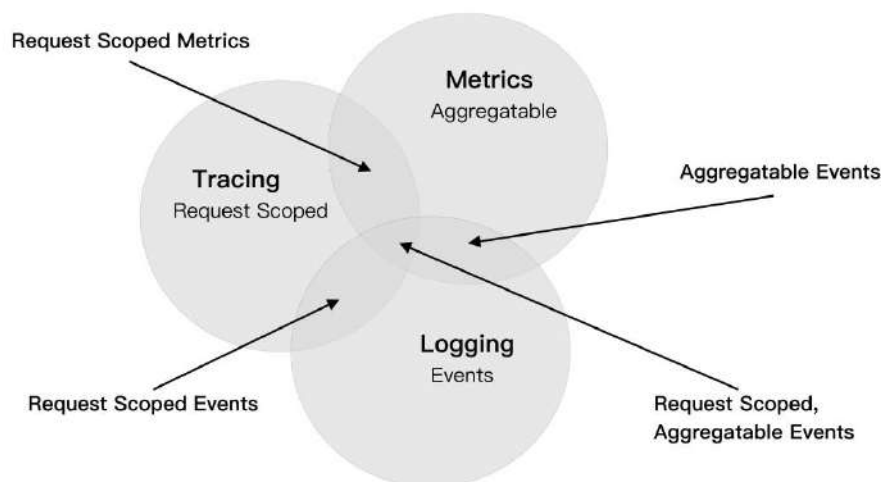 Request Scoped Metrics
Metrics
Aggregatable
Tracing
Request Scoped
Aggregatable Events
Logging
Events
Request Scoped Events
Request Scoped,
Aggregatable Events